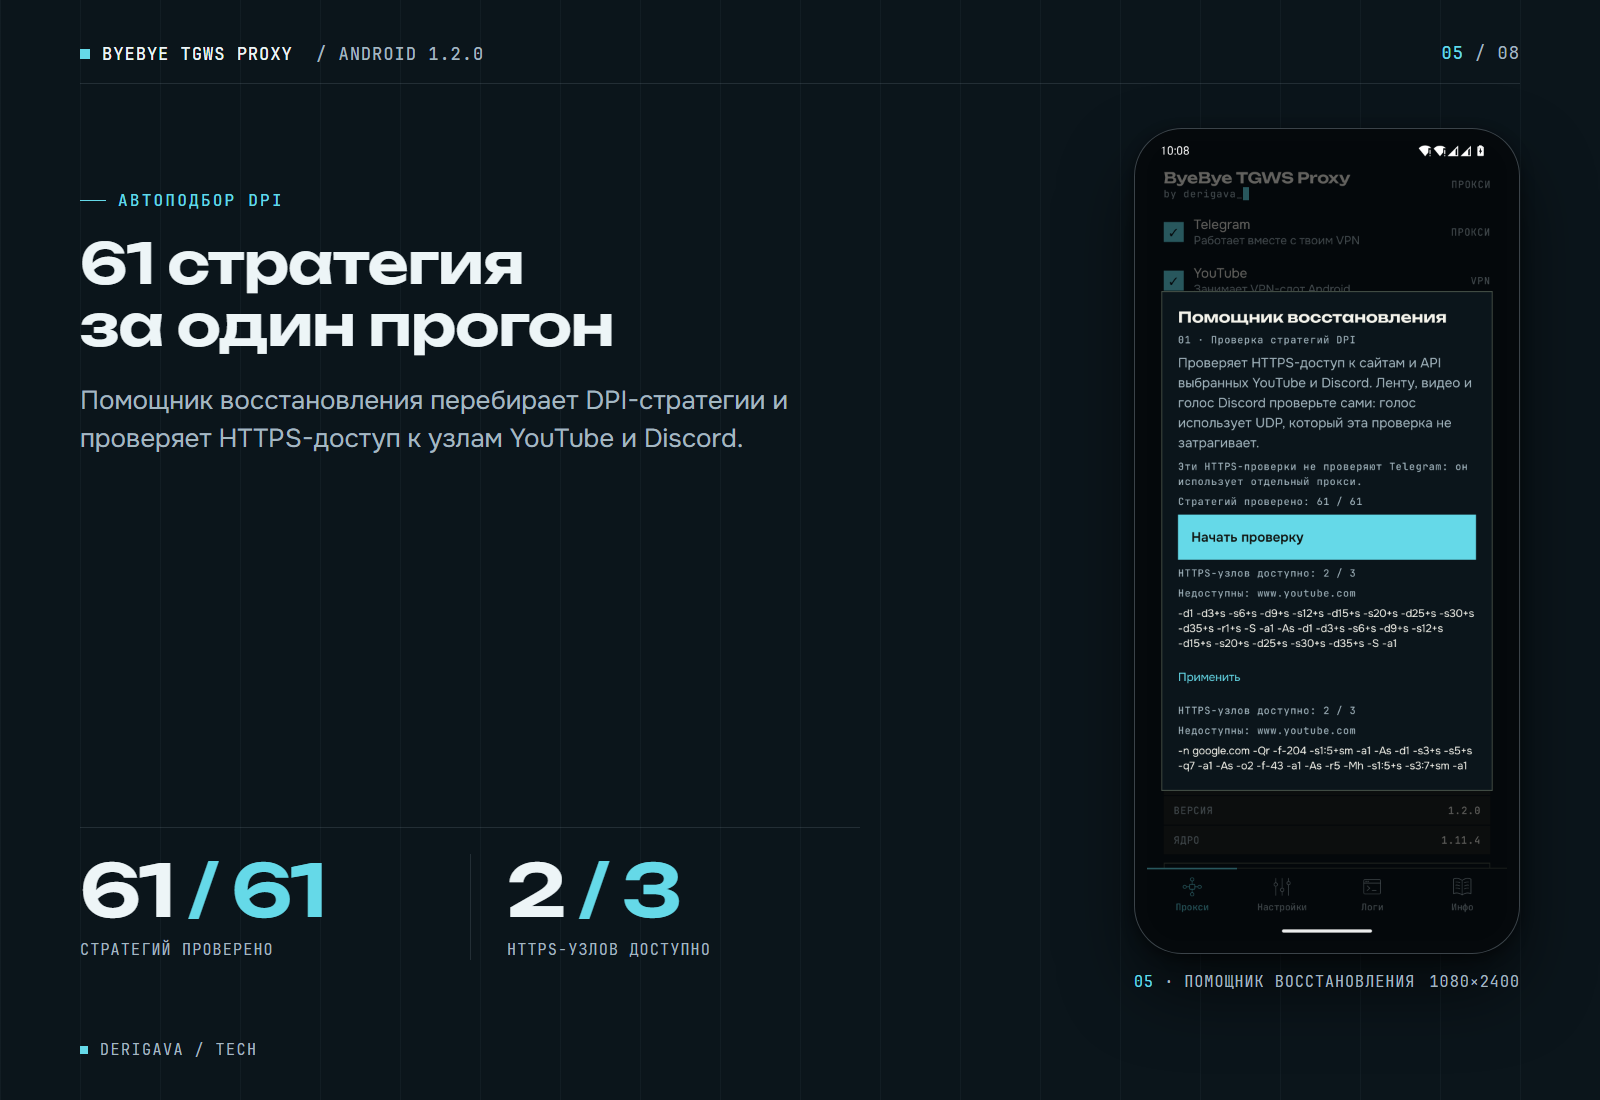 BYEBYE TGWS PROXY / ANDROID 1.2.0
05 / 08
АВТОПОДБОР DPI
61 стратегия
за один прогон
Помощник восстановления перебирает DPI-стратегии и
проверяет HTTPS-доступ к узлам YouTube и Discord.
61 / 61
СТРАТЕГИЙ ПРОВЕРЕНО
2 / 3
HTTPS-УЗЛОВ ДОСТУПНО
DERIGAVA / TECH
10:08
ByeBye TGWS Proxy
ПРОКСИ
by derigava_
Telegram
ПРОКСИ
Работает вместе с твоим VPN
YouTube
VPN
Занимает VPN-слот Android
Помощник восстановления
01 · Проверка стратегий DPI
Проверяет HTTPS-доступ к сайтам и API
выбранных YouTube и Discord. Ленту, видео и
голос Discord проверьте сами: голос
использует UDP, который эта проверка не
затрагивает.
Эти HTTPS-проверки не проверяют Telegram: он
использует отдельный прокси.
Стратегий проверено: 61 / 61
Начать проверку
HTTPS-узлов доступно: 2 / 3
Недоступны: www.youtube.com
-d1 -d3+s -s6+s -d9+s -s12+s -d15+s -s20+s -d25+s -s30+s
-d35+s -r1+s -S -a1 -As -d1 -d3+s -s6+s -d9+s -s12+s
-d15+s -s20+s -d25+s -s30+s -d35+s -S -a1
Применить
HTTPS-узлов доступно: 2 / 3
Недоступны: www.youtube.com
-n google.com -Qr -f-204 -s1:5+sm -a1 -As -d1 -s3+s -s5+s
-q7 -a1 -As -o2 -f-43 -a1 -As -r5 -Mh -s1:5+s -s3:7+sm -a1
ВЕРСИЯ
1.2.0
ЯДРО
1.11.4
Прокси
Настройки
Логи
Инфо
05 · ПОМОЩНИК ВОССТАНОВЛЕНИЯ 1080×2400